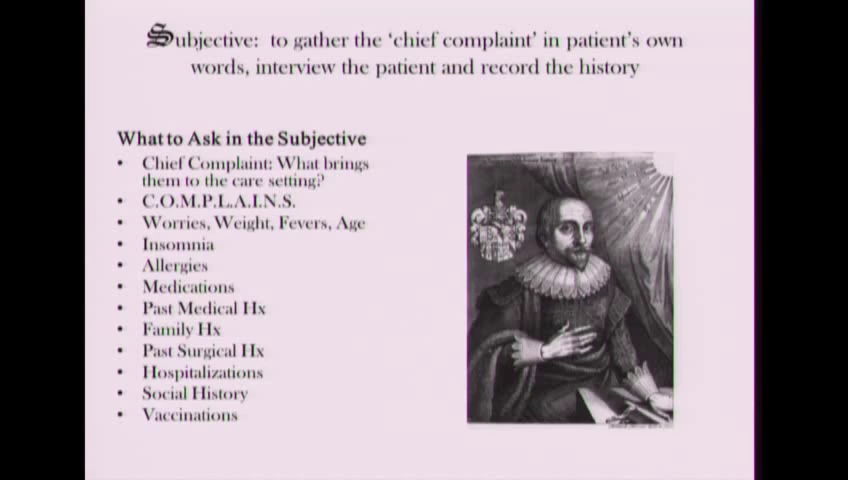 Subjective: to gather the ‘chief complaint’ in patient’s own
words, interview the patient and record the history
What to Ask in the Subjective
• Chief Complaint: What brings
them to the care setting?
• C.O.M.P.L.A.I.N.S.
• Worries, Weight, Fevers, Age
• Insomnia
• Allergies
• Medications
• Past Medical Hx
• Family Hx
• Past Surgical Hx
• Hospitalizations
• Social History
• Vaccinations